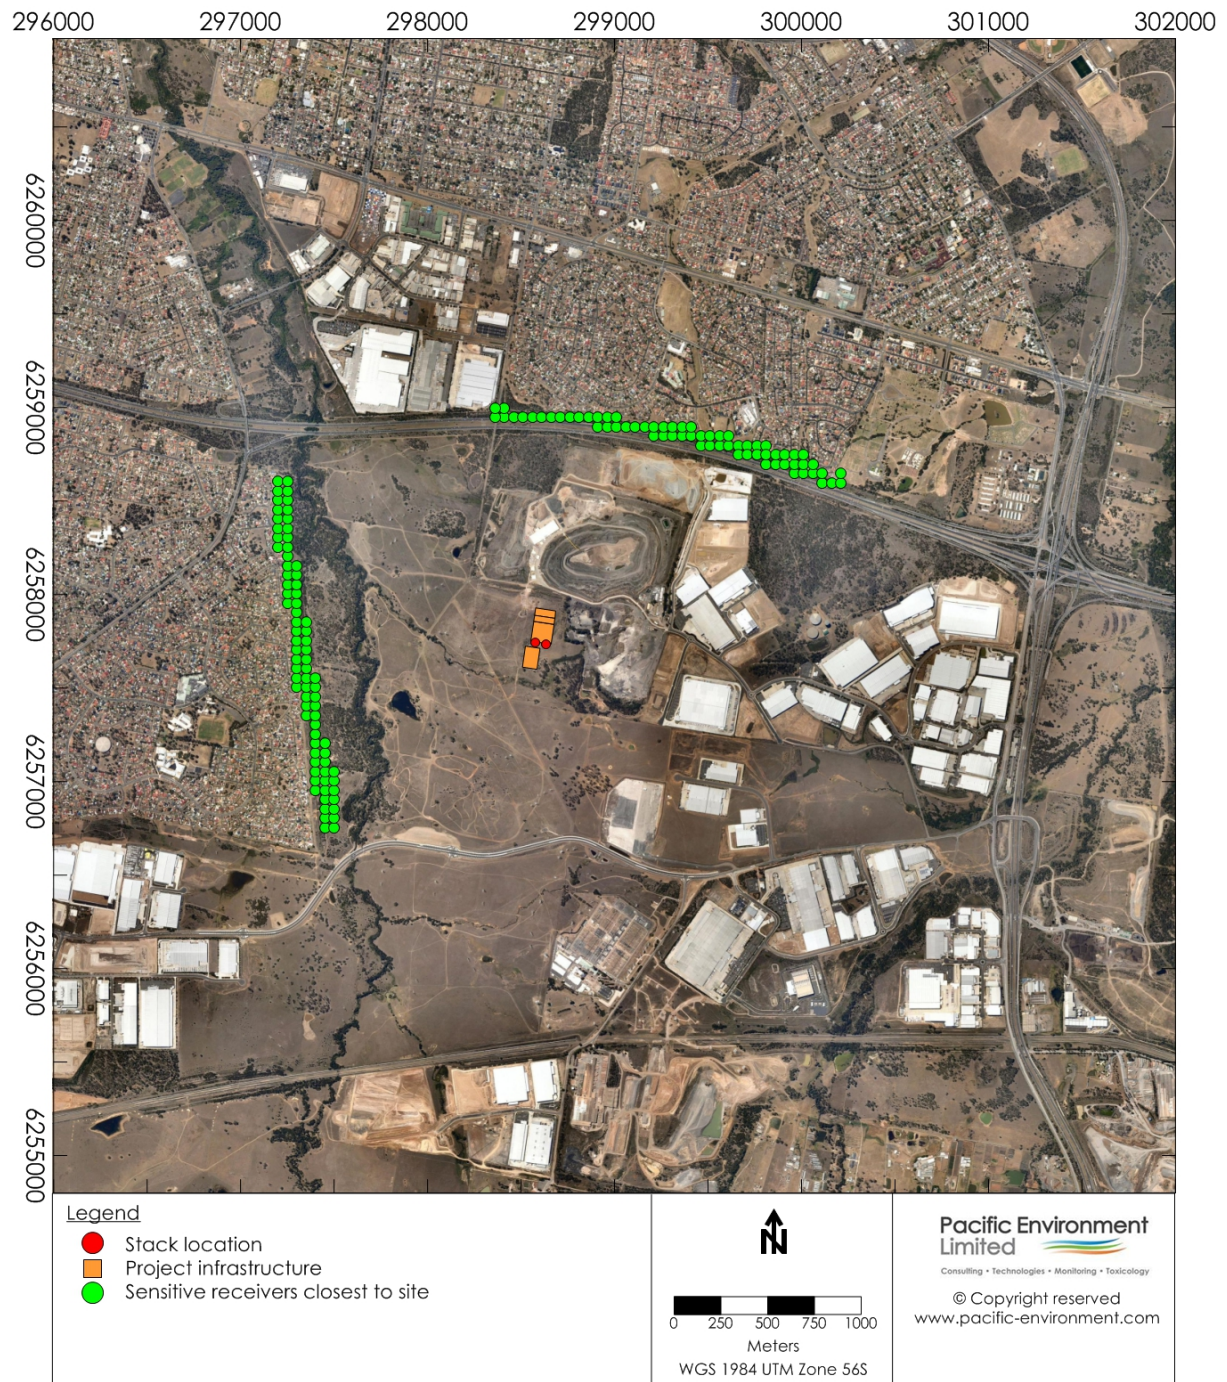 296000 297000 298000 299000 300000 301000 302000
6260000
6259000
6258000
6257000
6256000
6255000
Legend
Stack location
Project infrastructure
Sensitive receivers closest to site
N
0 250 500 750 1000
Meters
WGS 1984 UTM Zone 56S
Pacific Environment
Limited
Consulting • Technologies • Monitoring • Toxicology
© Copyright reserved
www.pacific-environment.com